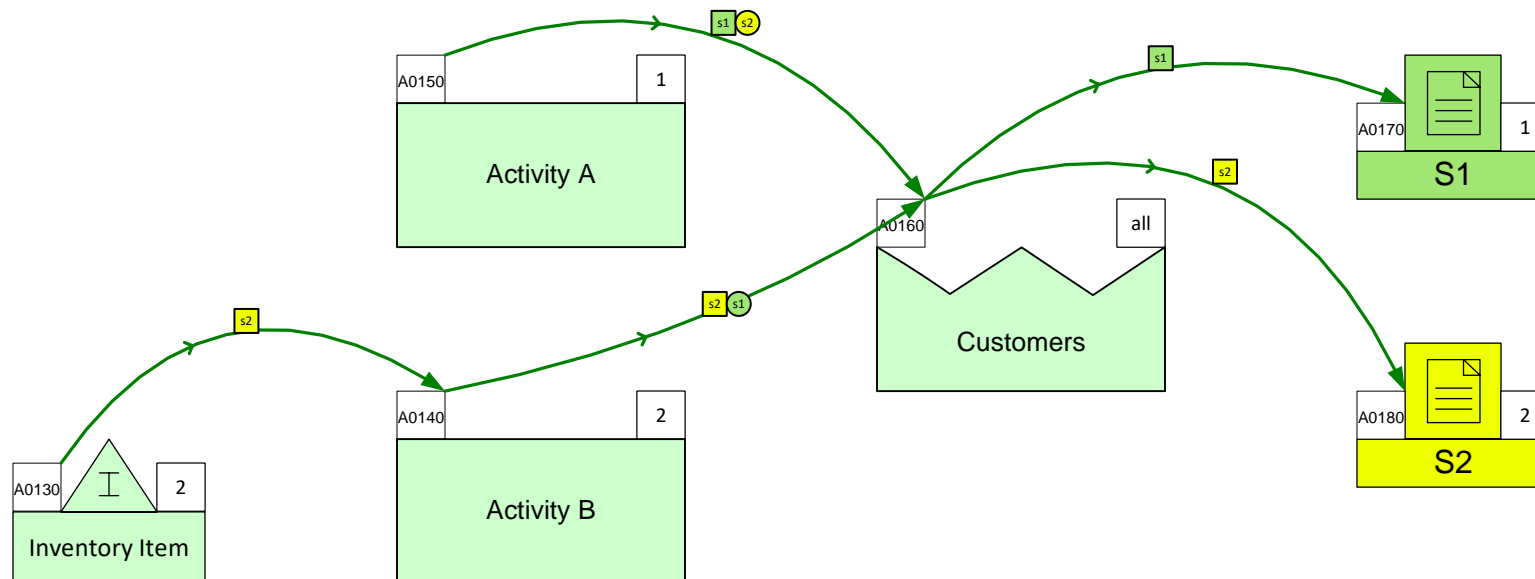 s1 s2
A0150 1
Activity A
s1
A0170 1
S1
s2
A0160 all
Customers
s2 s1
s2
A0140 2
Activity B
A0180 2
S2
A0130 I 2
Inventory Item